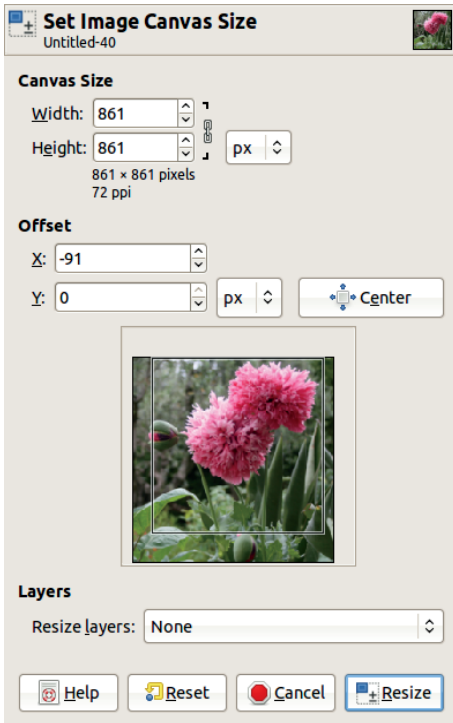 Set Image Canvas Size
Untitled-40
Canvas Size
Width: 861
Height: 861 px
861 × 861 pixels
72 ppi
Offset
X: -91
Y: 0 px Center
Layers
Resize layers: None
Help Reset Cancel Resize